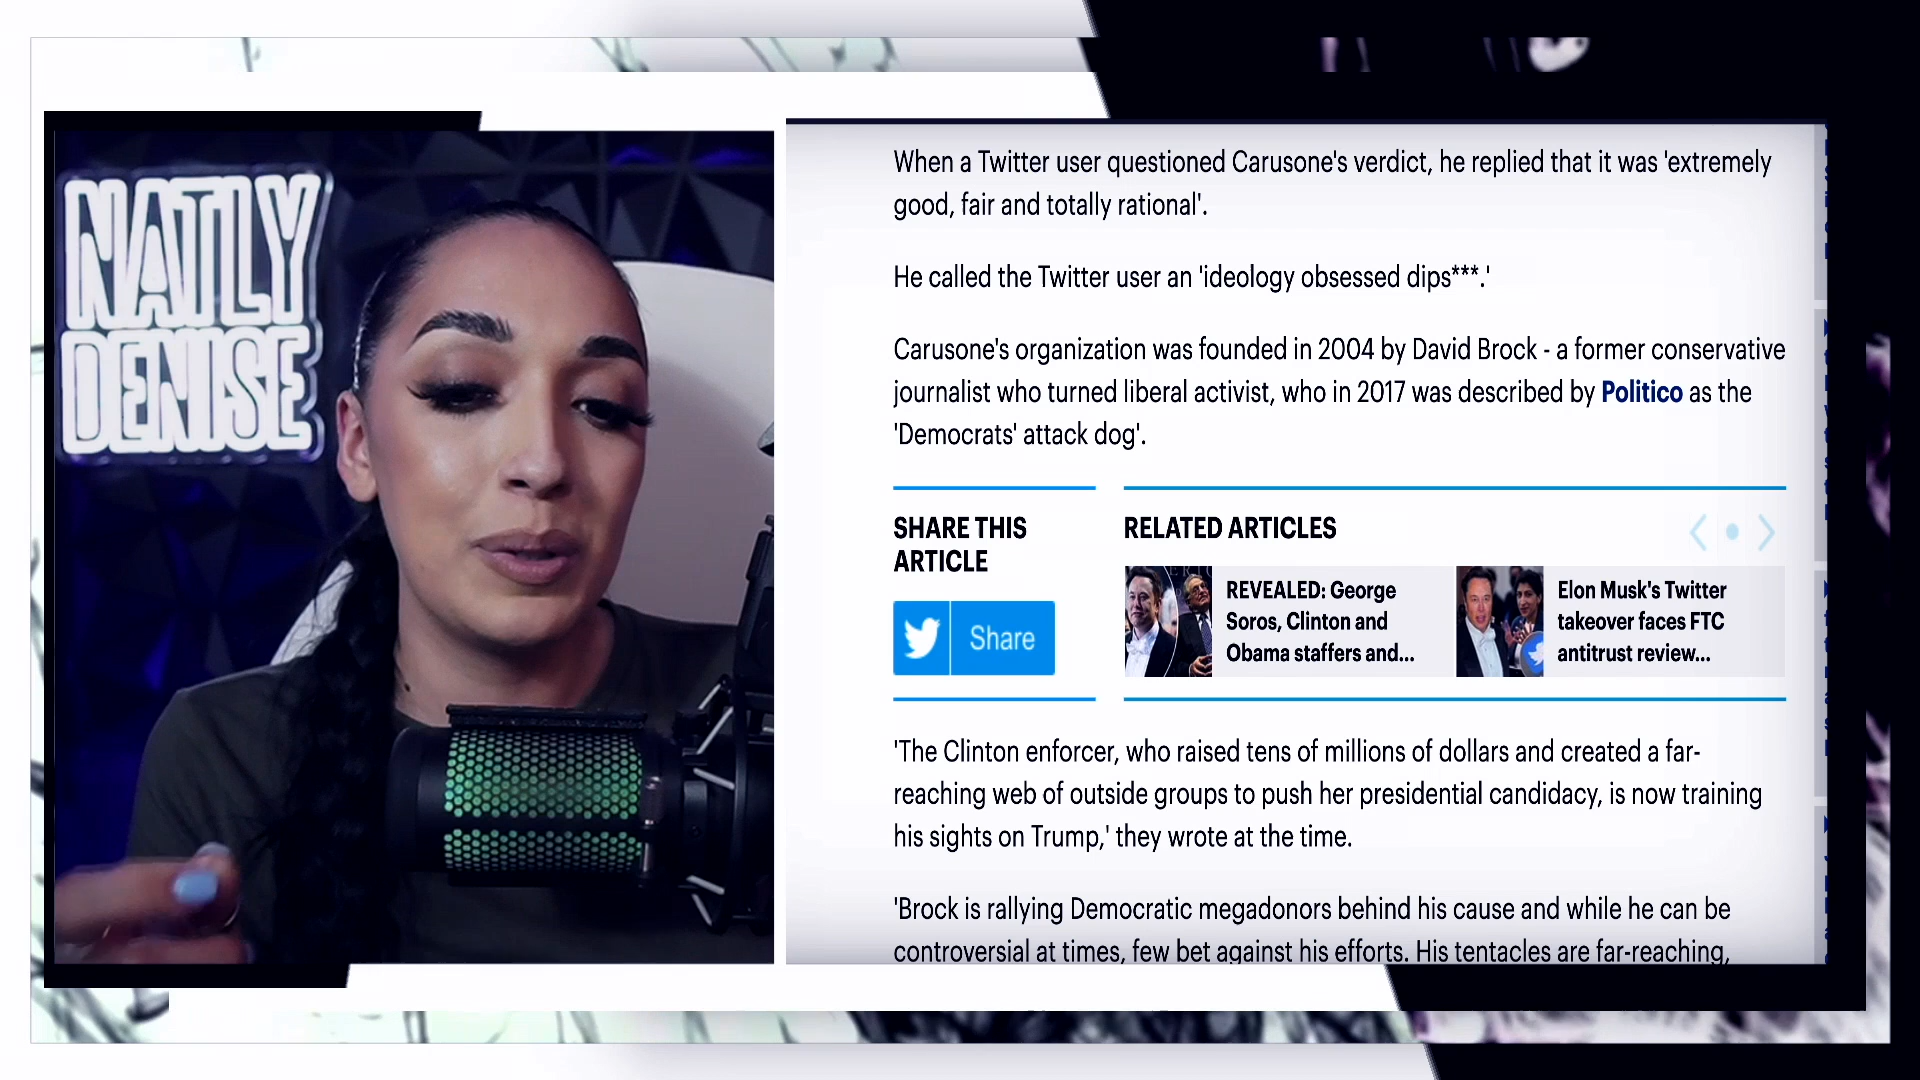 NATLY
DENISE
When a Twitter user questioned Carusone's verdict, he replied that it was 'extremely
good, fair and totally rational'.
He called the Twitter user an 'ideology obsessed dips***.'
Carusone's organization was founded in 2004 by David Brock - a former conservative
journalist who turned liberal activist, who in 2017 was described by Politico as the
'Democrats' attack dog'.
SHARE THIS
ARTICLE
Share
RELATED ARTICLES
REVEALED: George
Soros, Clinton and
Obama staffers and...
Elon Musk's Twitter
takeover faces FTC
antitrust review...
'The Clinton enforcer, who raised tens of millions of dollars and created a far-
reaching web of outside groups to push her presidential candidacy, is now training
his sights on Trump,' they wrote at the time.
'Brock is rallying Democratic megadonors behind his cause and while he can be
controversial at times, few bet against his efforts. His tentacles are far-reaching,